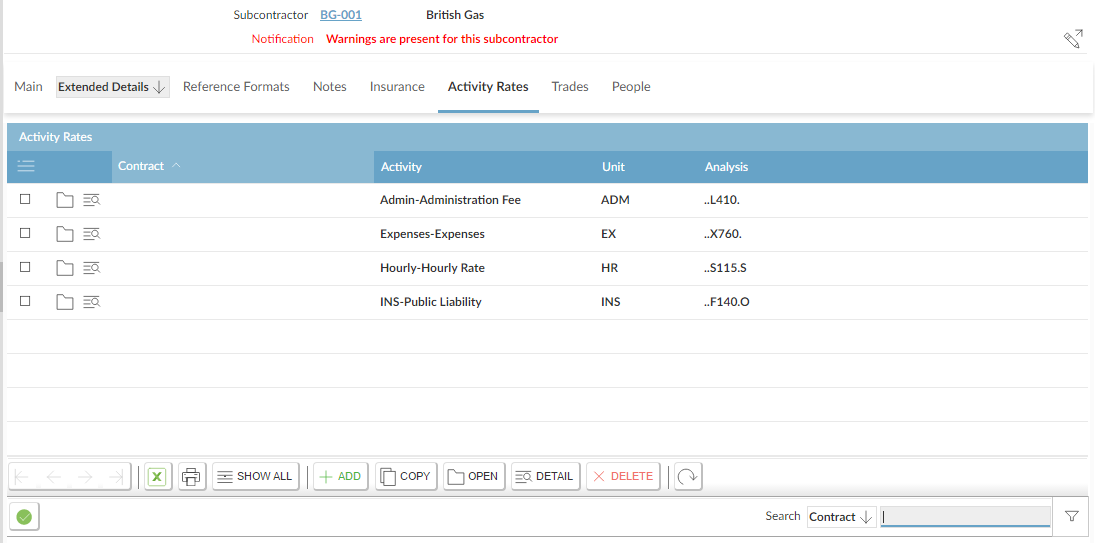 Subcontractor BG-001 British Gas
Notification Warnings are present for this subcontractor
Main Extended Details Reference Formats Notes Insurance Activity Rates Trades People
Activity Rates
Contract Activity Unit Analysis
Admin-Administration Fee ADM ..L410.
Expenses-Expenses EX ..X760.
Hourly-Hourly Rate HR ..S115.S
INS-Public Liability INS ..F140.O
SHOW ALL ADD COPY OPEN DETAIL DELETE
Search Contract